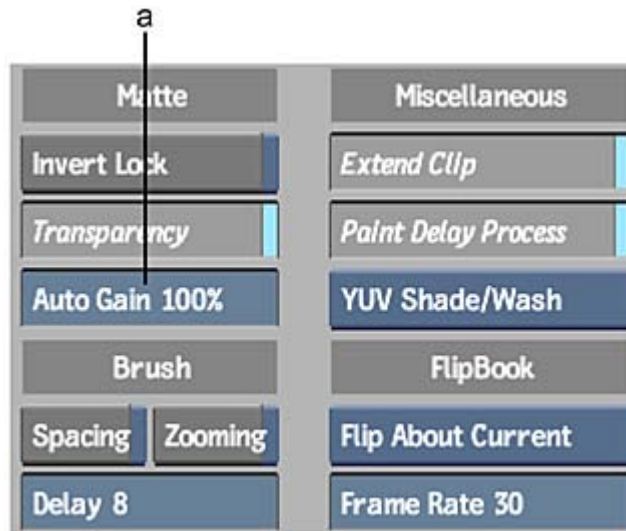 a
Matte
Miscellaneous
Invert Lock
Extend Clip
Transparency
Paint Delay Process
Auto Gain 100%
YUV Shade/Wash
Brush
FlipBook
Spacing
Zooming
Flip About Current
Delay 8
Frame Rate 30